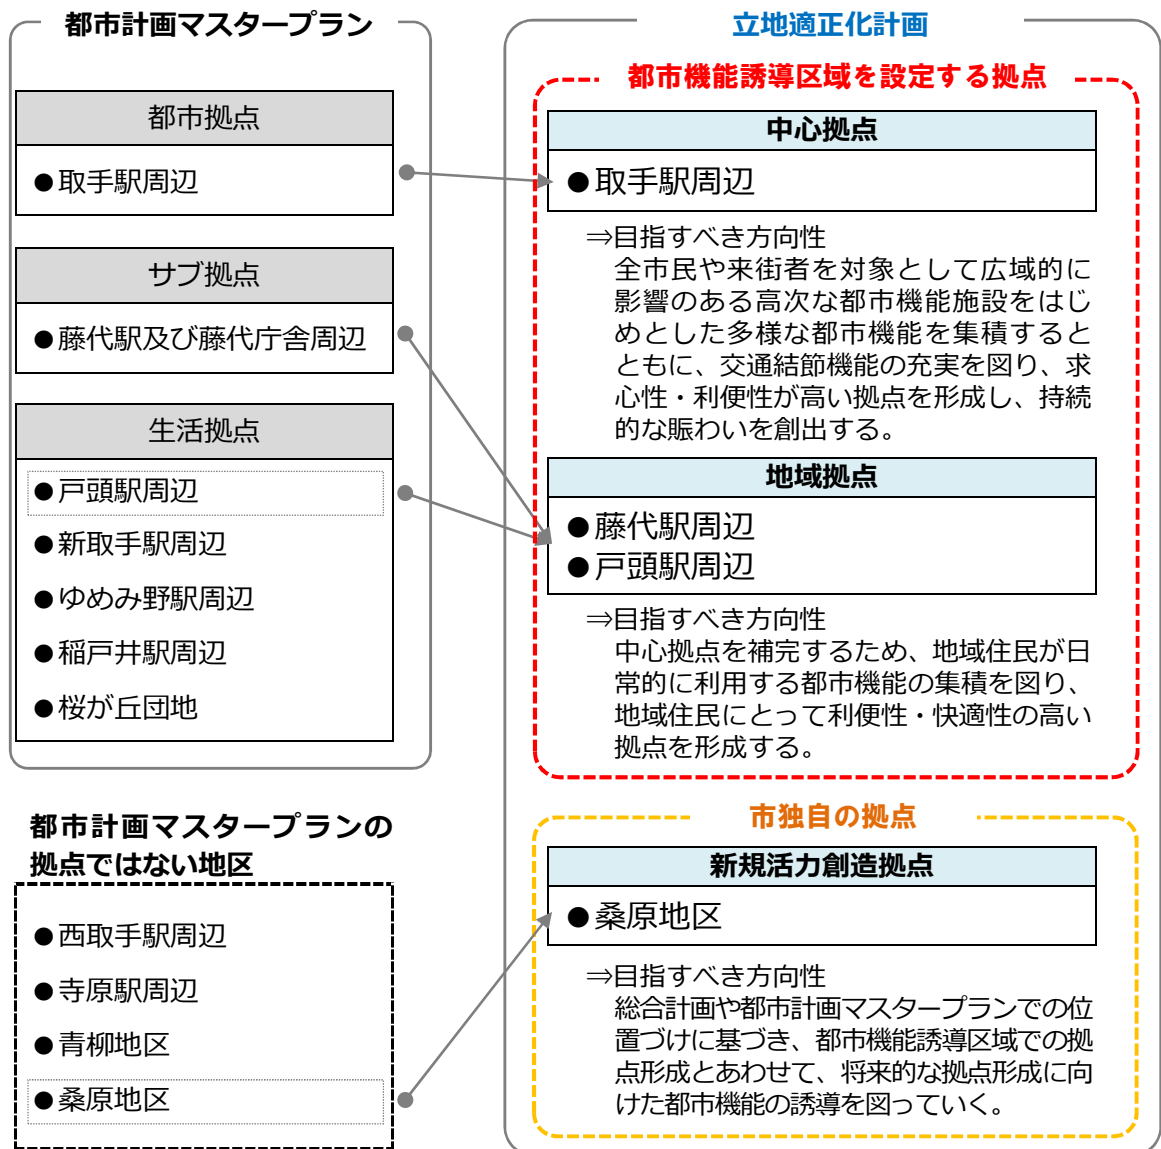 都市計画マスタープラン
都市拠点
●取手駅周辺
サブ拠点
●藤代駅及び藤代庁舎周辺
生活拠点
●戸頭駅周辺
●新取手駅周辺
●ゆめみ野駅周辺
●稲戸井駅周辺
●桜が丘団地
都市計画マスタープランの
拠点ではない地区
●西取手駅周辺
●寺原駅周辺
●青柳地区
●桑原地区
立地適正化計画
都市機能誘導区域を設定する拠点
中心拠点
●取手駅周辺
⇒目指すべき方向性
全市民や来街者を対象として広域的に
影響のある高次な都市機能施設をはじ
めとした多様な都市機能を集積すると
ともに、交通結節機能の充実を図り、求
心性・利便性が高い拠点を形成し、持続
的な賑わいを創出する。
地域拠点
●藤代駅周辺
●戸頭駅周辺
⇒目指すべき方向性
中心拠点を補完するため、地域住民が日
常的に利用する都市機能の集積を図り、
地域住民にとって利便性・快適性の高い
拠点を形成する。
市独自の拠点
新規活力創造拠点
●桑原地区
⇒目指すべき方向性
総合計画や都市計画マスタープランでの位
置づけに基づき、都市機能誘導区域での拠
点形成とあわせて、将来的な拠点形成に向
けた都市機能の誘導を図っていく。